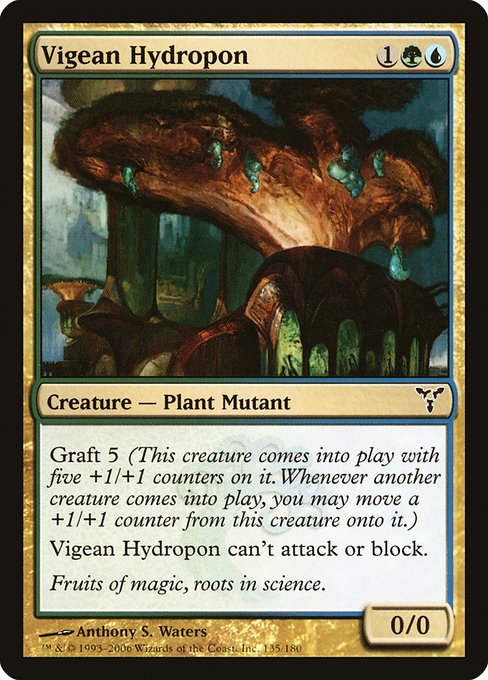 Vigean Hydropon 1
Creature — Plant Mutant
Graft 5 (This creature comes into play with
five +1/+1 counters on it. Whenever another
creature comes into play, you may move a
+1/+1 counter from this creature onto it.)
Vigean Hydropon can't attack or block.
Fruits of magic, roots in science.
0/0
Anthony S. Waters
™ & © 1993–2006 Wizards of the Coast, Inc. 135/180